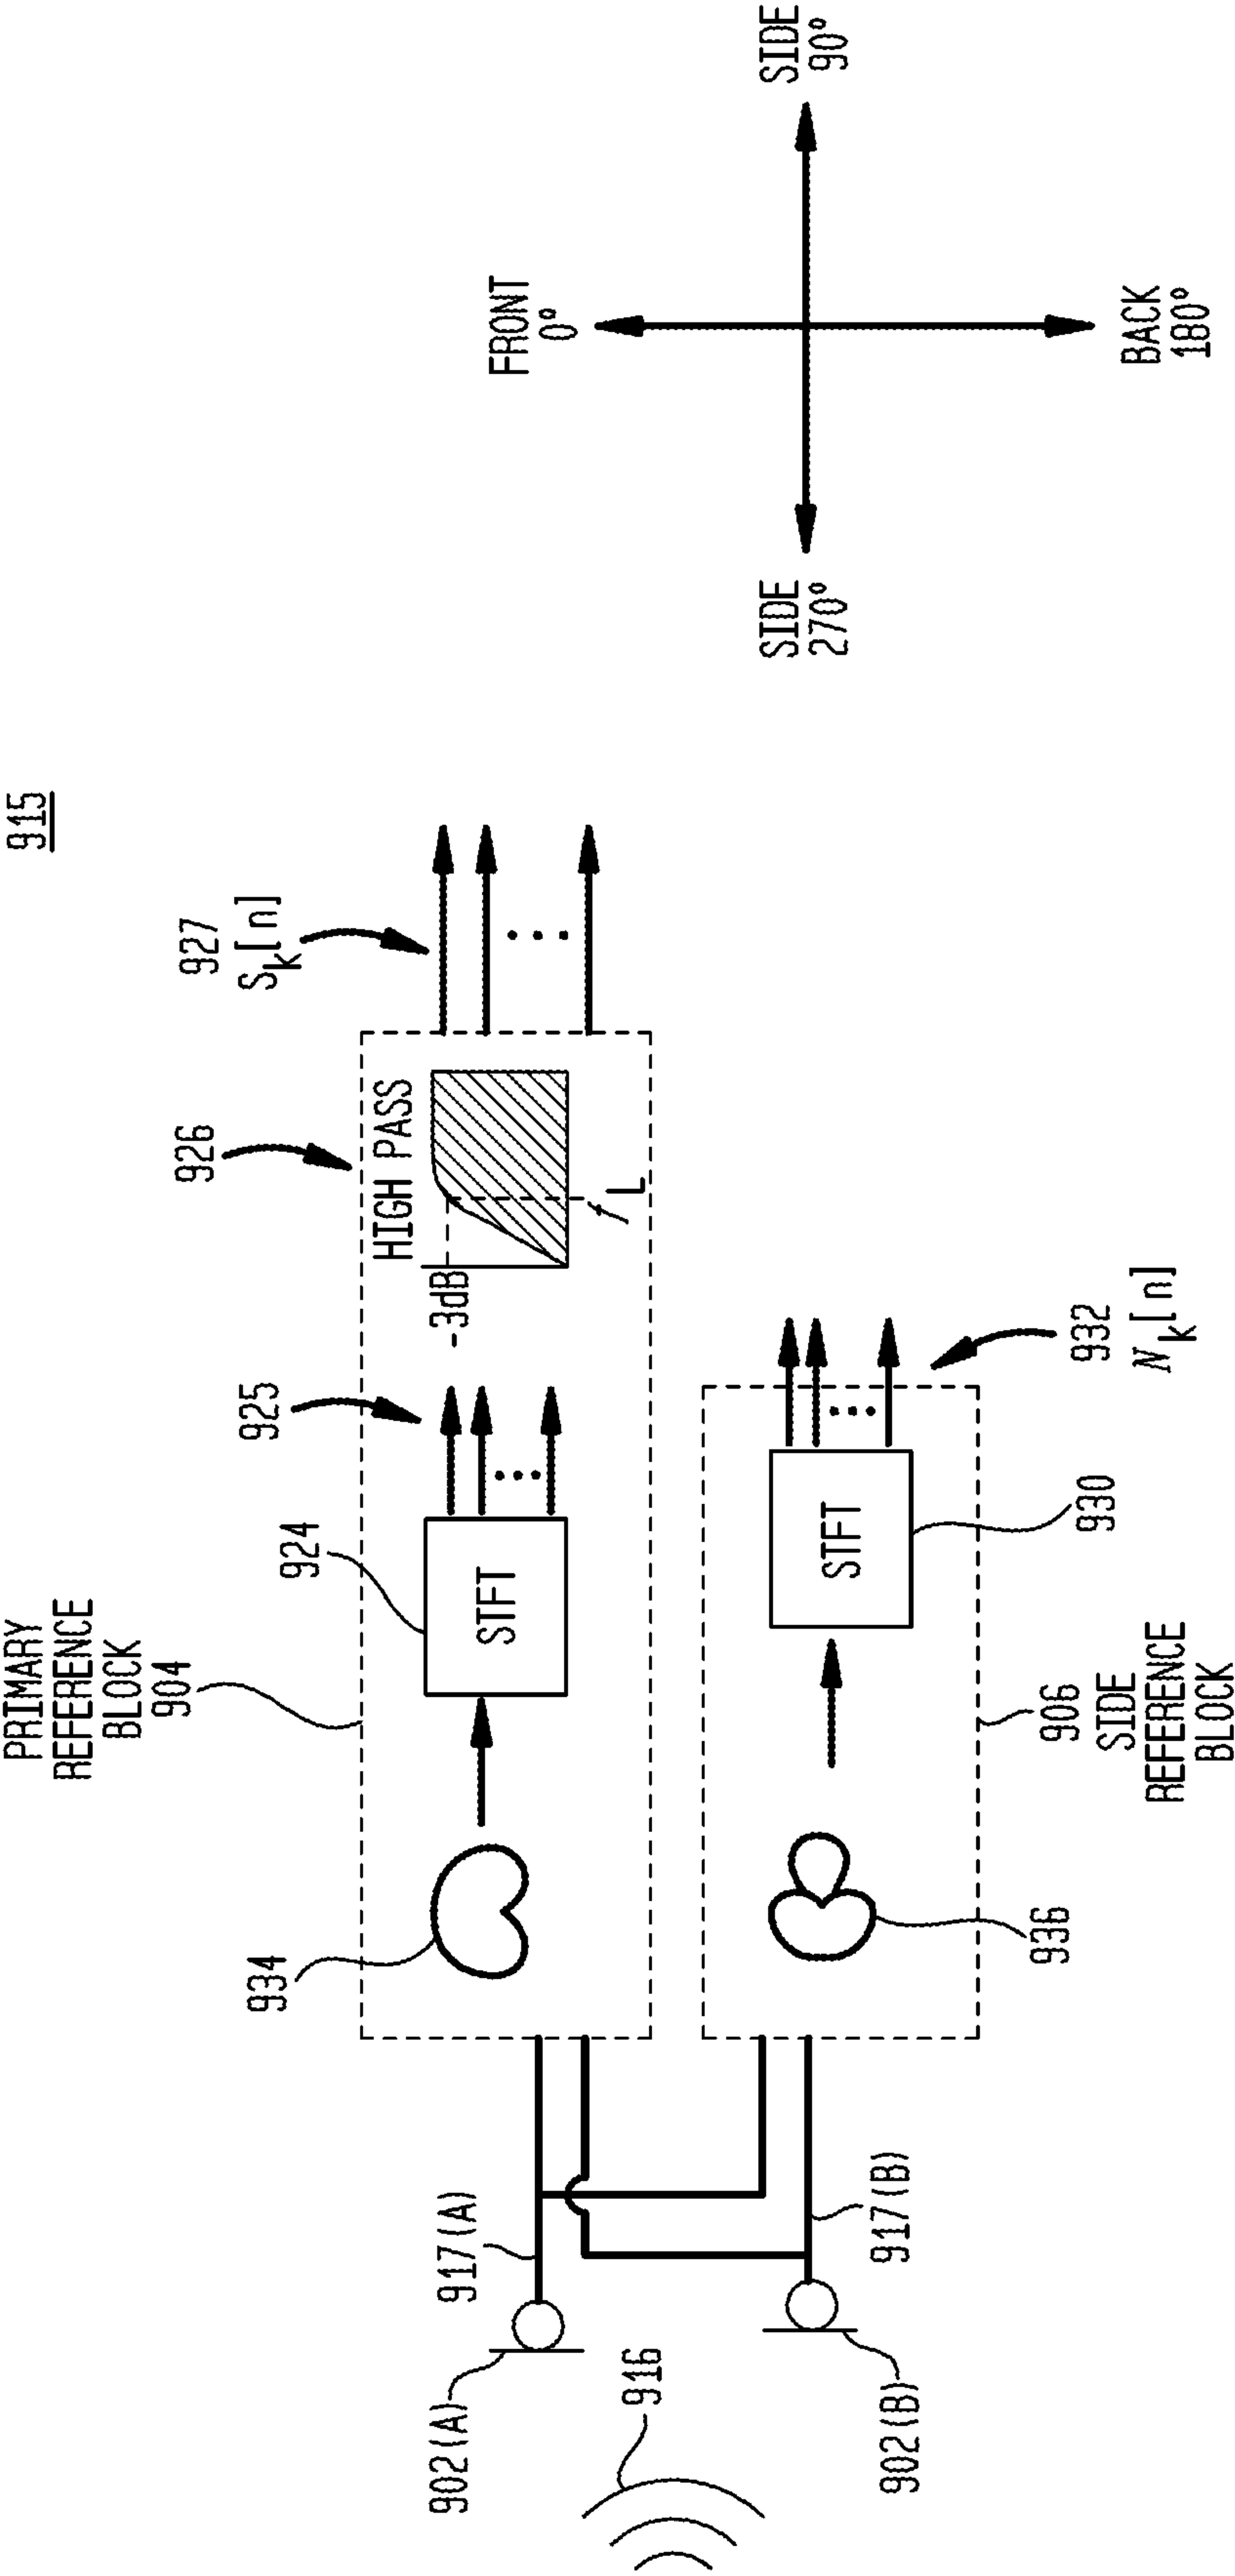 915
PRIMARY
REFERENCE
BLOCK
904
934
924
STFT
925
926
HIGH PASS
-3dB
fL
927
Sk[n]
902(A)
917(A)
916
902(B)
917(B)
936
STFT
930
932
Nk[n]
906
SIDE
REFERENCE
BLOCK
FRONT
0°
SIDE
270°
SIDE
90°
BACK
180°